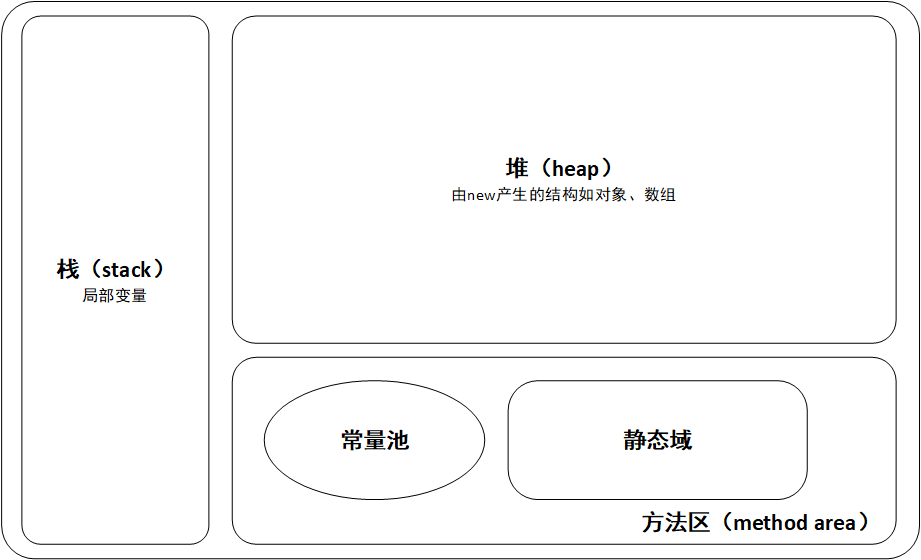 栈（stack）
局部变量
堆（heap）
由new产生的结构如对象、数组
常量池
静态域
方法区（method area）